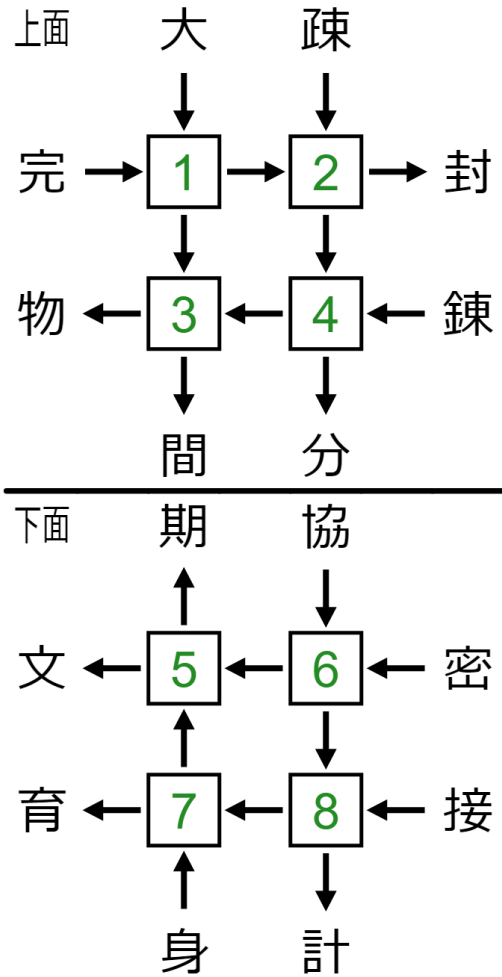 上面 大 疎
完 1 2 封
物 3 4 錬
間 分
下面 期 協
文 5 6 密
育 7 8 接
身 計